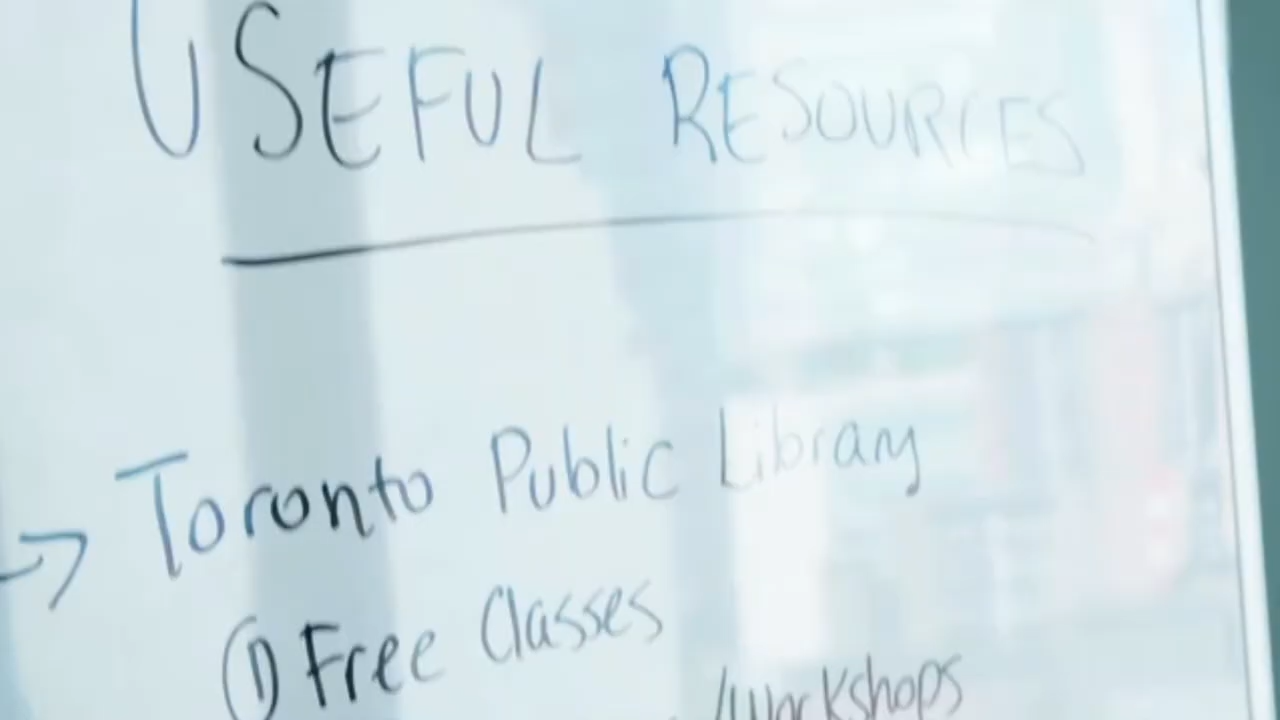 USEFUL RESOURCES
→ Toronto Public Library
① Free Classes
/Workshops